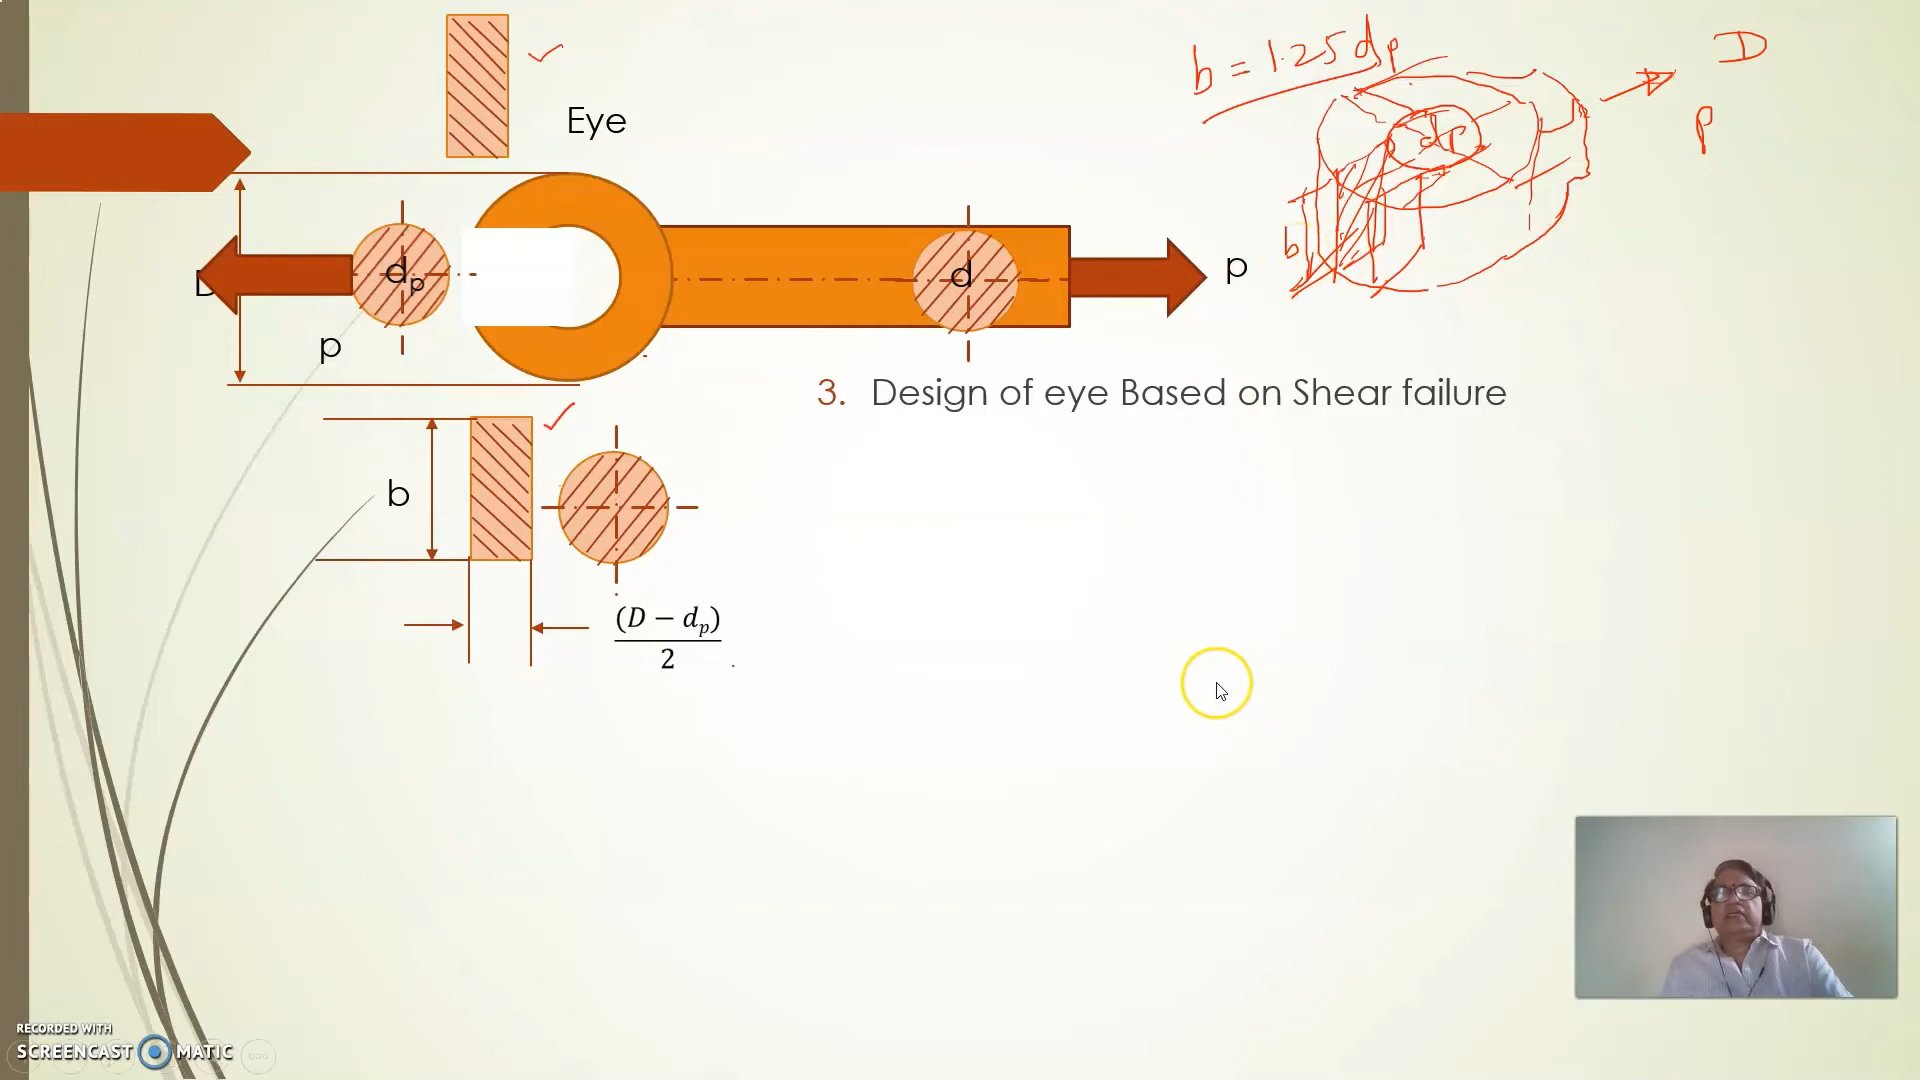 b = 1.25 dp
D
Eye
P
dp
dp
d
p
b
D
p
3. Design of eye Based on Shear failure
b
(D − dp)
2
RECORDED WITH
SCREENCAST MATIC